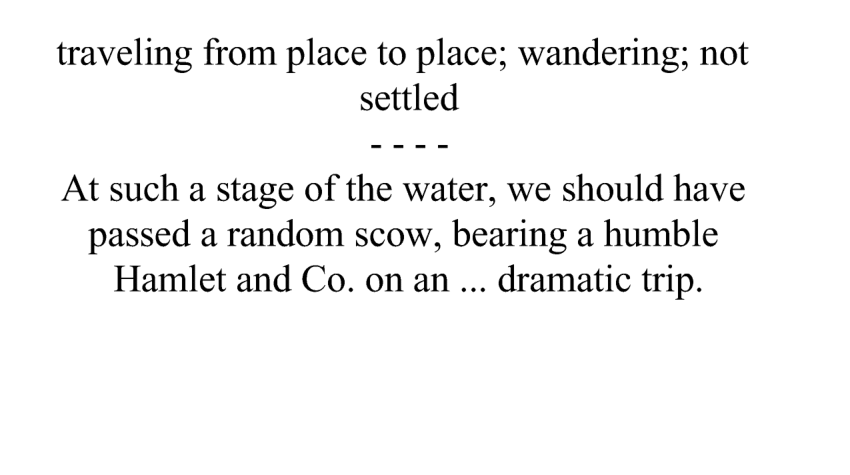 traveling from place to place; wandering; not
settled
- - - -
At such a stage of the water, we should have
passed a random scow, bearing a humble
Hamlet and Co. on an ... dramatic trip.